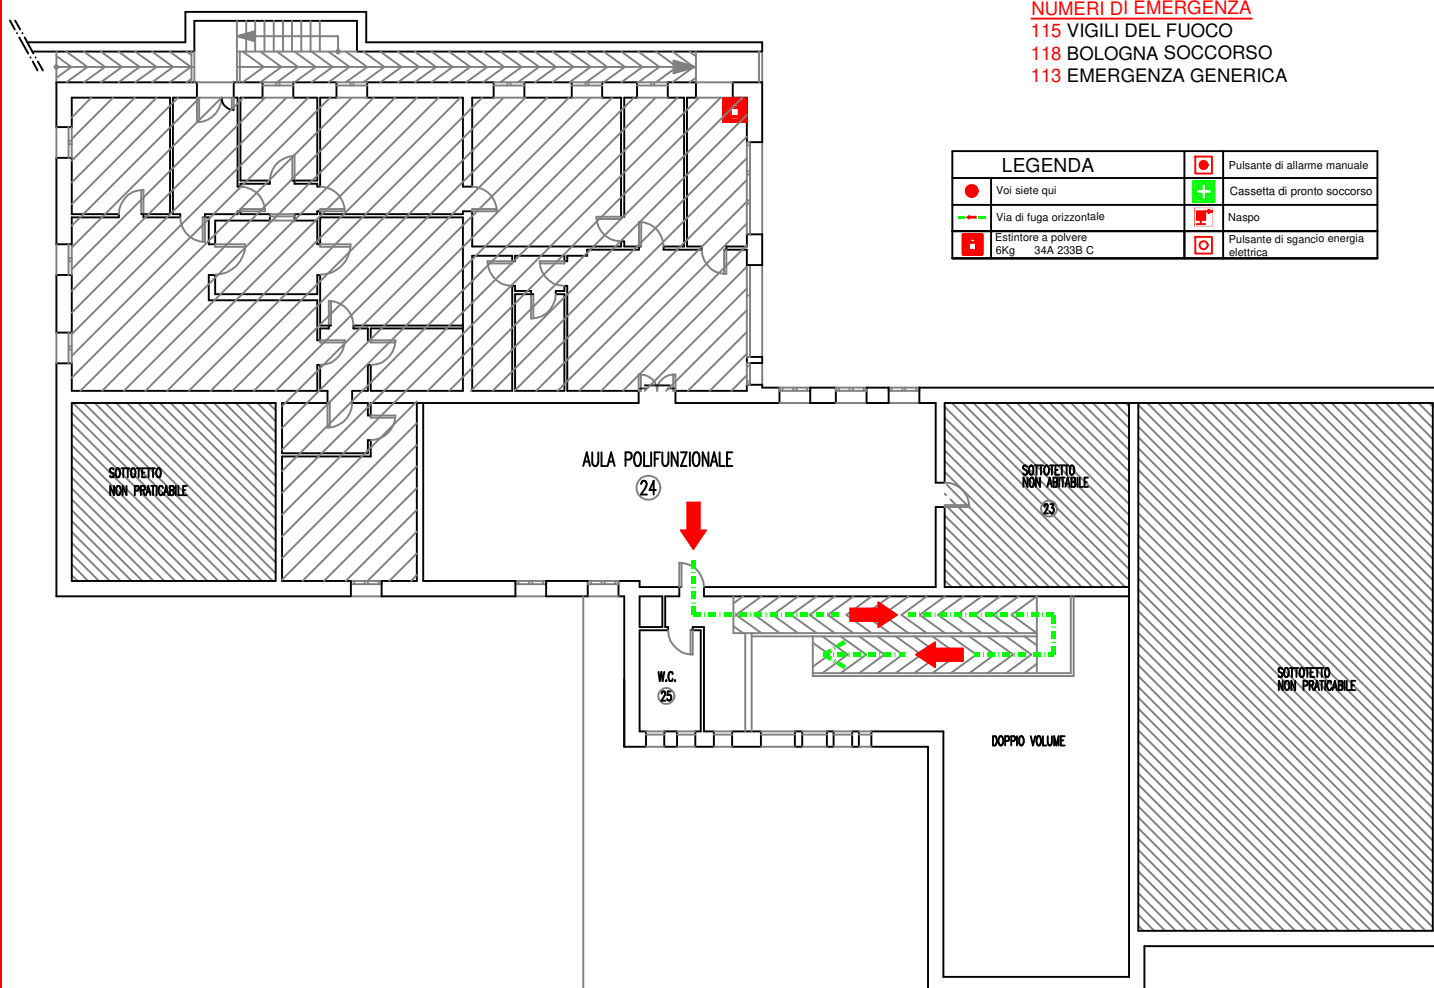 NUMERI DI EMERGENZA
115 VIGILI DEL FUOCO
118 BOLOGNA SOCCORSO
113 EMERGENZA GENERICA
LEGENDA
Pulsante di allarme manuale
Voi siete qui
Cassetta di pronto soccorso
Via di fuga orizzontale
Naspo
Estintore a polvere
6Kg 34A 233B C
Pulsante di sgancio energia
elettrica
SOTTOTETTO
NON PRATICABILE
AULA POLIFUNZIONALE
24
SOTTOTETTO
NON ABITABILE
23
W.C.
25
SOTTOTETTO
NON PRATICABILE
DOPPIO VOLUME